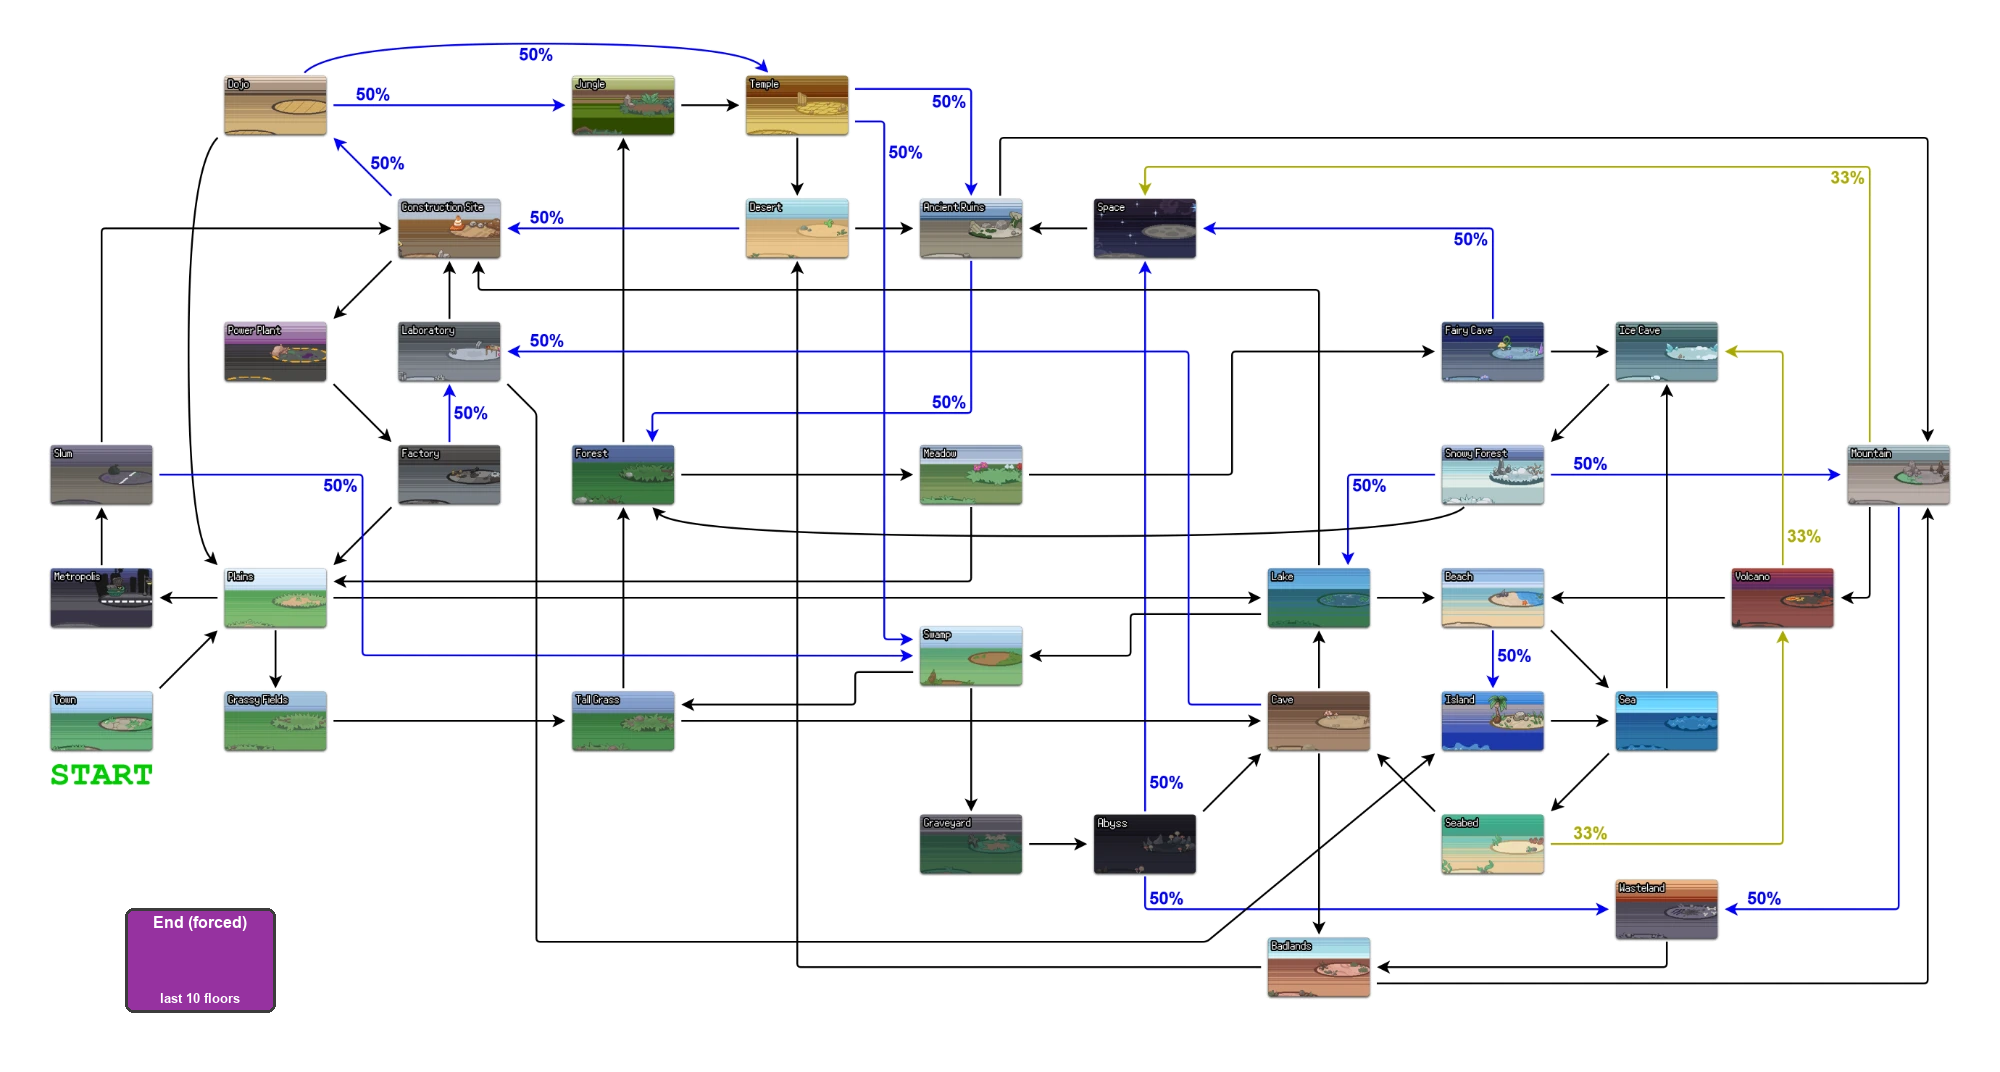 50%
Dojo
Jungle
Temple
50%
50%
50%
50%
33%
Construction Site
Desert
Ancient Ruins
Space
50%
50%
Power Plant
Laboratory
Fairy Cave
Ice Cave
50%
50%
50%
Slum
Factory
Forest
Meadow
Snowy Forest
Mountain
50%
50%
50%
33%
Metropolis
Plains
Lake
Beach
Volcano
Swamp
50%
Town
Grassy Fields
Tall Grass
Cave
Island
Sea
START
50%
Graveyard
Abyss
Seabed
33%
Wasteland
50%
50%
End (forced)
Badlands
last 10 floors